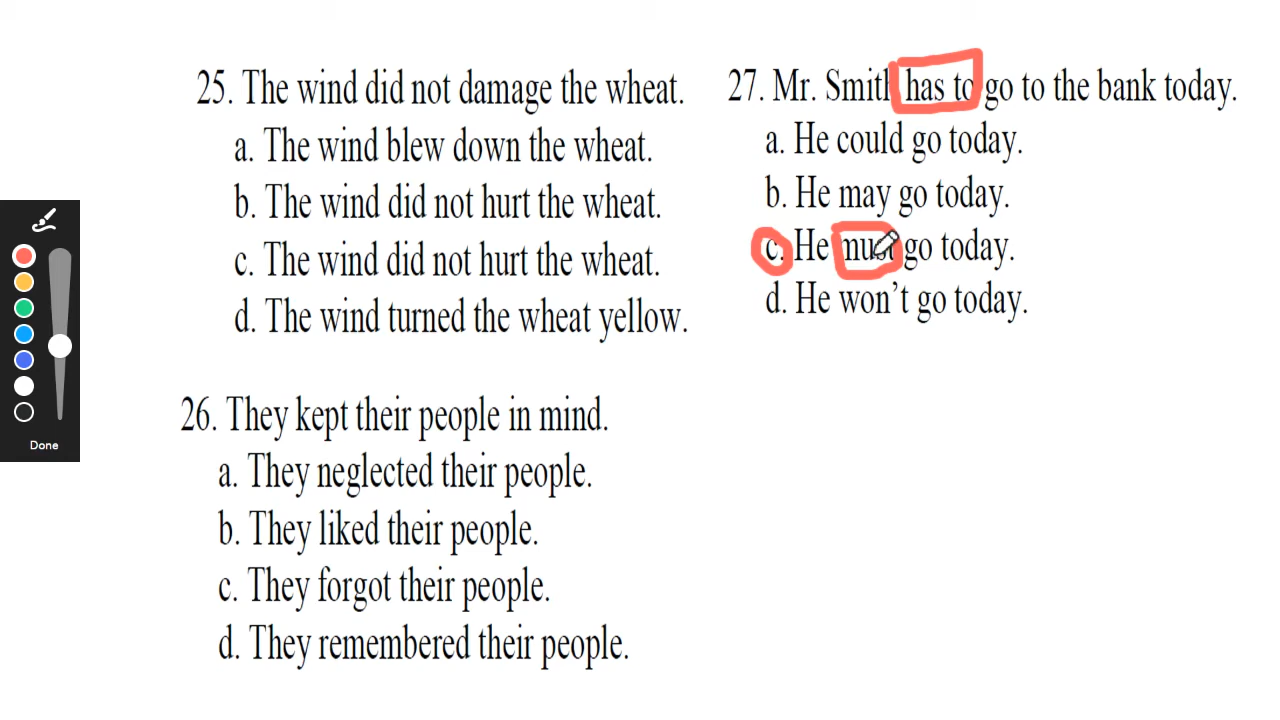 25. The wind did not damage the wheat.
a. The wind blew down the wheat.
b. The wind did not hurt the wheat.
c. The wind did not hurt the wheat.
d. The wind turned the wheat yellow.
26. They kept their people in mind.
a. They neglected their people.
b. They liked their people.
c. They forgot their people.
d. They remembered their people.
27. Mr. Smith has to go to the bank today.
a. He could go today.
b. He may go today.
c. He must go today.
d. He won't go today.
Done